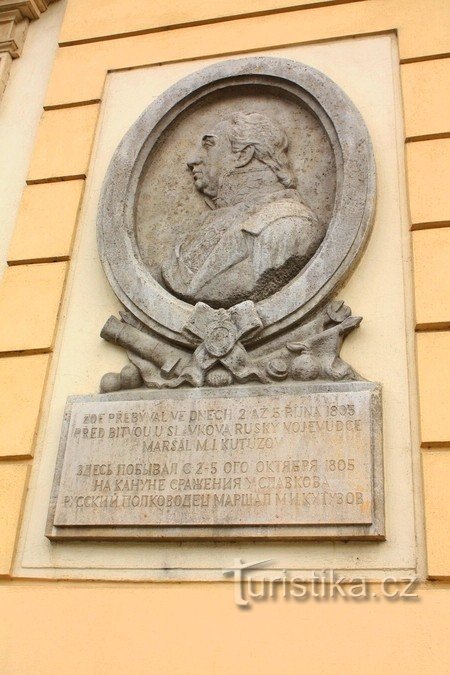 ZDE PŘEBÝVAL VE DNECH 2 AŽ 5 ŘÍJNA 1805
PŘED BITVOU U SLAVKOVA RUSKÝ VOJEVŮDCE
MARŠÁL M.I. KUTUZOV
ЗДЕСЬ ПОБЫВАЛ С 2-5 ОГО ОКТЯБРЯ 1805
НА КАНУНЕ СРАЖЕНИЯ У СЛАВКОВА
РУССКИЙ ПОЛКОВОДЕЦ МАРШАЛ М.И. КУТУЗОВ
Turistika.cz